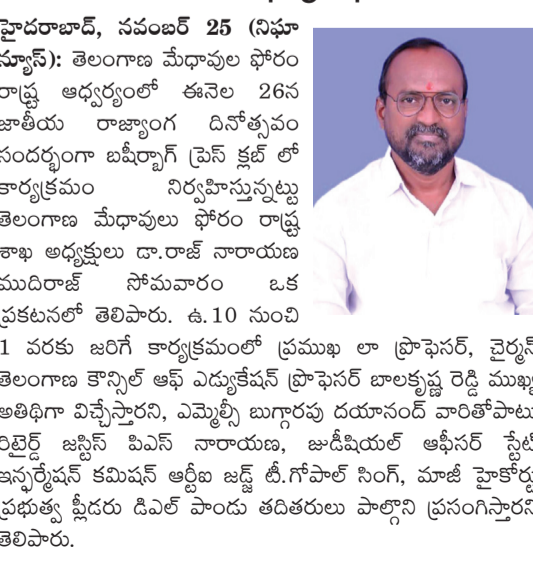 హైదరాబాద్, నవంబర్ 25 (నిఘా
న్యూస్): తెలంగాణ మేధావుల ఫోరం
రాష్ట్ర ఆధ్వర్యంలో ఈనెల 26న
జాతీయ రాజ్యాంగ దినోత్సవం
సందర్భంగా బషీర్బాగ్ ప్రెస్ క్లబ్ లో
కార్యక్రమం నిర్వహిస్తున్నట్టు
తెలంగాణ మేధావులు ఫోరం రాష్ట్ర
శాఖ అధ్యక్షులు డా.రాజ్ నారాయణ
ముదిరాజ్ సోమవారం ఒక
ప్రకటనలో తెలిపారు. ఉ.10 నుంచి
1 వరకు జరిగే కార్యక్రమంలో ప్రముఖ లా ప్రొఫెసర్, చైర్మన్
తెలంగాణ కౌన్సిల్ ఆఫ్ ఎడ్యుకేషన్ ప్రొఫెసర్ బాలకృష్ణ రెడ్డి ముఖ్య
అతిథిగా విచ్చేస్తారని, ఎమ్మెల్సీ బుగ్గారపు దయానంద్ వారితోపాటు
రిటైర్డ్ జస్టిస్ పిఎస్ నారాయణ, జుడీషియల్ ఆఫీసర్ స్టేట్
ఇన్ఫర్మేషన్ కమిషన్ ఆర్టీఐ జడ్జ్ టీ.గోపాల్ సింగ్, మాజీ హైకోర్టు
ప్రభుత్వ ప్లీడరు డిఎల్ పాండు తదితరులు పాల్గొని ప్రసంగిస్తారని
తెలిపారు.